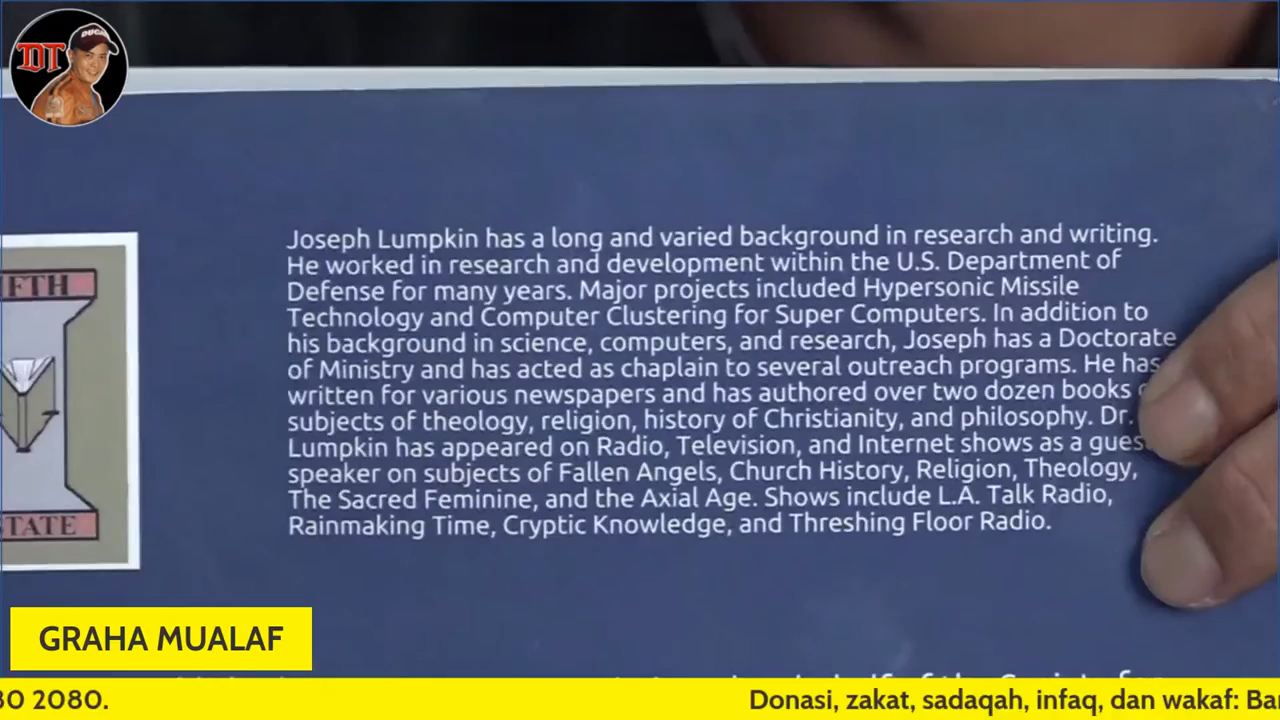 DT
DUCA
Joseph Lumpkin has a long and varied background in research and writing.
He worked in research and development within the U.S. Department of
Defense for many years. Major projects included Hypersonic Missile
Technology and Computer Clustering for Super Computers. In addition to
his background in science, computers, and research, Joseph has a Doctorate
of Ministry and has acted as chaplain to several outreach programs. He has
written for various newspapers and has authored over two dozen books
subjects of theology, religion, history of Christianity, and philosophy. Dr.
Lumpkin has appeared on Radio, Television, and Internet shows as a gues
speaker on subjects of Fallen Angels, Church History, Religion, Theology,
The Sacred Feminine, and the Axial Age. Shows include L.A. Talk Radio,
Rainmaking Time, Cryptic Knowledge, and Threshing Floor Radio.
FTH
TATE
GRAHA MUALAF
30 2080.
Donasi, zakat, sadaqah, infaq, dan wakaf: Ba